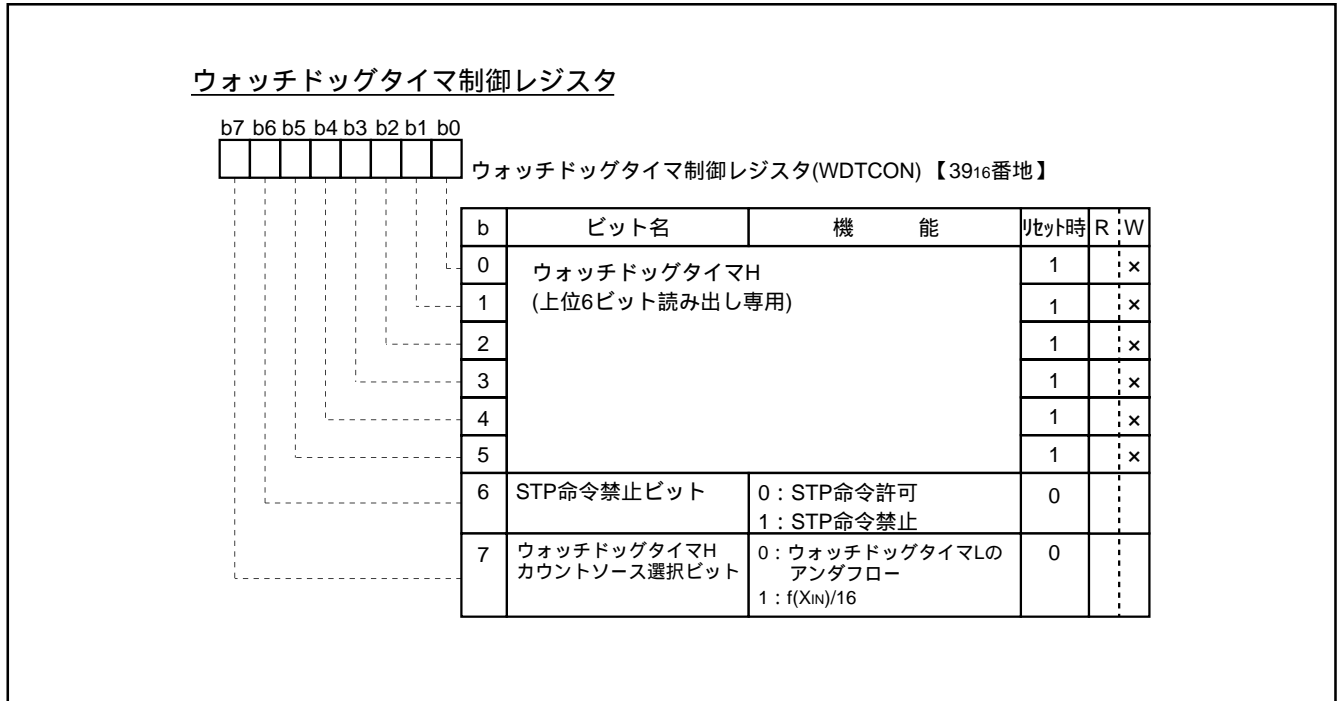 ウォッチドッグタイマ制御レジスタ
b7 b6 b5 b4 b3 b2 b1 b0
ウォッチドッグタイマ制御レジスタ(WDTCON)【3916番地】
b ビット名 機 能 ﾘｾｯﾄ時 R W
0 ウォッチドッグタイマH 1 ×
1 (上位6ビット読み出し専用) 1 ×
2 1 ×
3 1 ×
4 1 ×
5 1 ×
6 STP命令禁止ビット 0：STP命令許可 0
1：STP命令禁止
7 ウォッチドッグタイマH 0：ウォッチドッグタイマLの 0
カウントソース選択ビット アンダフロー
1：f(XIN)/16